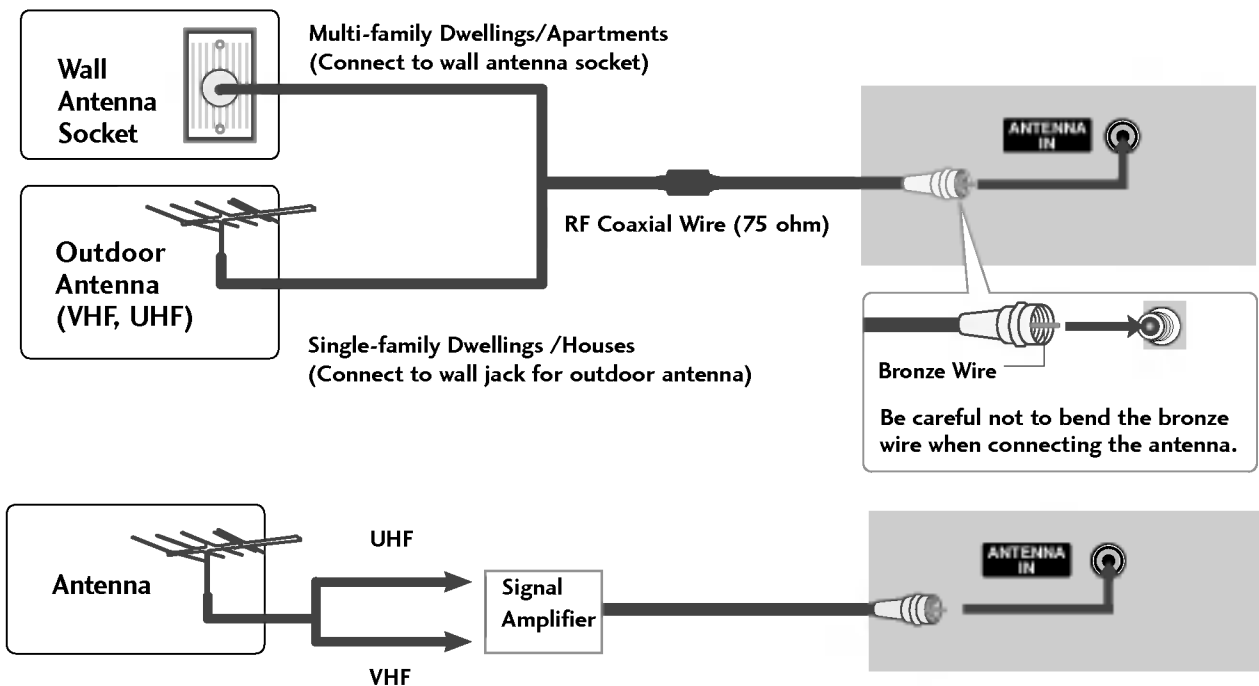 Multi-family Dwellings/Apartments
(Connect to wall antenna socket)
Wall
Antenna
Socket
ANTENNA
IN
RF Coaxial Wire (75 ohm)
Outdoor
Antenna
(VHF, UHF)
Single-family Dwellings /Houses
(Connect to wall jack for outdoor antenna)
Bronze Wire
Be careful not to bend the bronze
wire when connecting the antenna.
Antenna
UHF
VHF
Signal
Amplifier
ANTENNA
IN